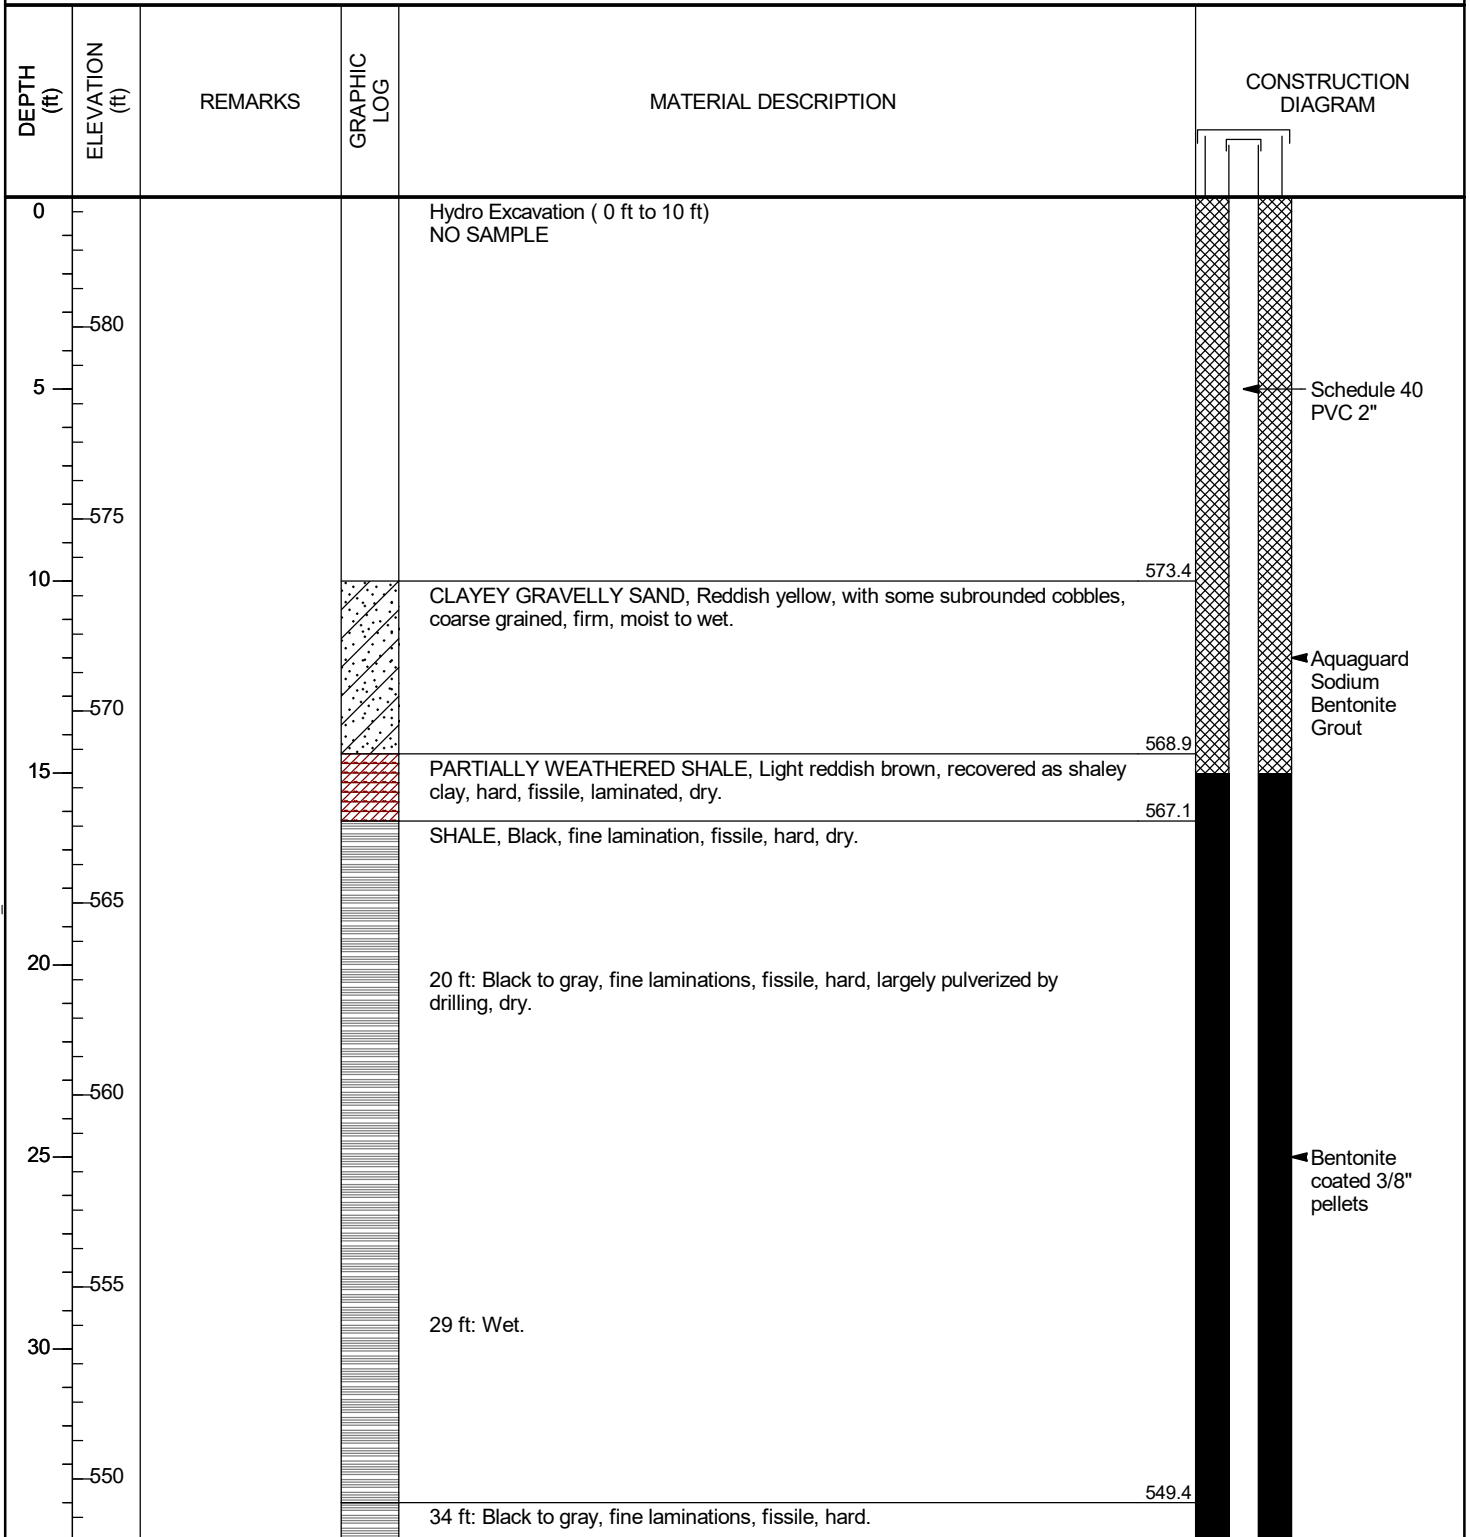 DEPTH
(ft)
ELEVATION
(ft)
REMARKS
GRAPHIC
LOG
MATERIAL DESCRIPTION
CONSTRUCTION
DIAGRAM
0
Hydro Excavation ( 0 ft to 10 ft)
NO SAMPLE
580
5
Schedule 40
PVC 2"
575
573.4
10
CLAYEY GRAVELLY SAND, Reddish yellow, with some subrounded cobbles,
coarse grained, firm, moist to wet.
Aquaguard
Sodium
Bentonite
Grout
570
568.9
15
PARTIALLY WEATHERED SHALE, Light reddish brown, recovered as shaley
clay, hard, fissile, laminated, dry.
567.1
SHALE, Black, fine lamination, fissile, hard, dry.
565
20
20 ft: Black to gray, fine laminations, fissile, hard, largely pulverized by
drilling, dry.
560
25
Bentonite
coated 3/8"
pellets
555
29 ft: Wet.
30
550
549.4
34 ft: Black to gray, fine laminations, fissile, hard.